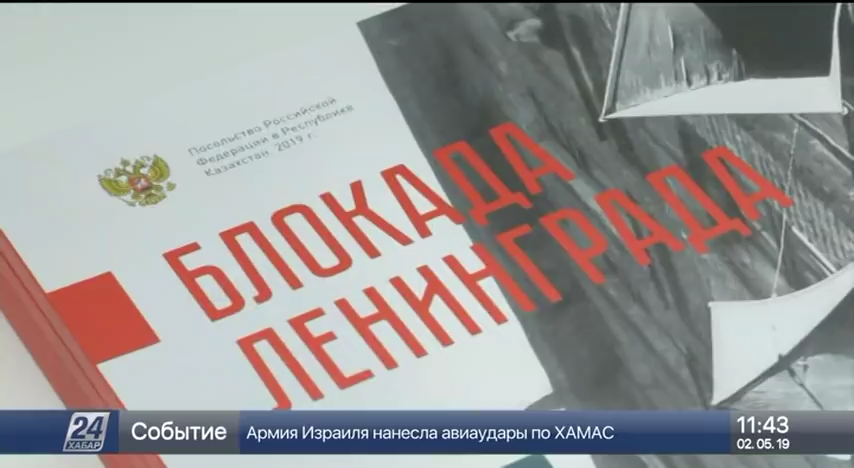 Посольство Российской
Федерации в Республике
Казахстан. 2019 г.
БЛОКАДА
ЛЕНИНГРАДА
24
ХАБАР
Событие
Армия Израиля нанесла авиаудары по ХАМАС
11:43
02.05.19